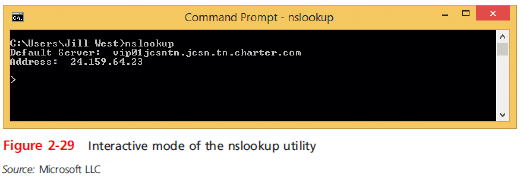 Command Prompt - nslookup
C:\Users\Jill West>nslookup
Default Server:  vip01jcsntn.jcsn.tn.charter.com
Address:  24.159.64.23
>
Figure 2-29 Interactive mode of the nslookup utility
Source: Microsoft LLC